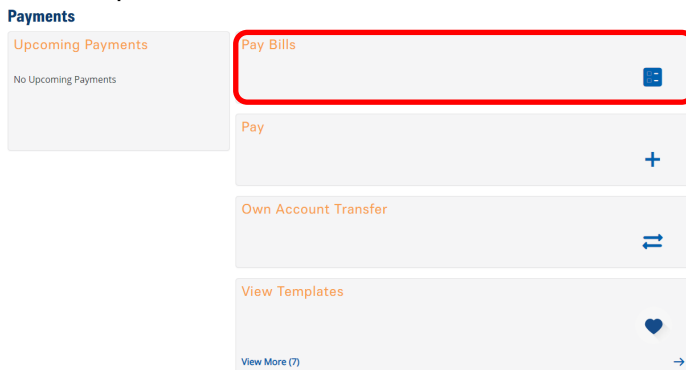 Payments
Upcoming Payments
No Upcoming Payments
Pay Bills
Pay
Own Account Transfer
View Templates
View More (7)